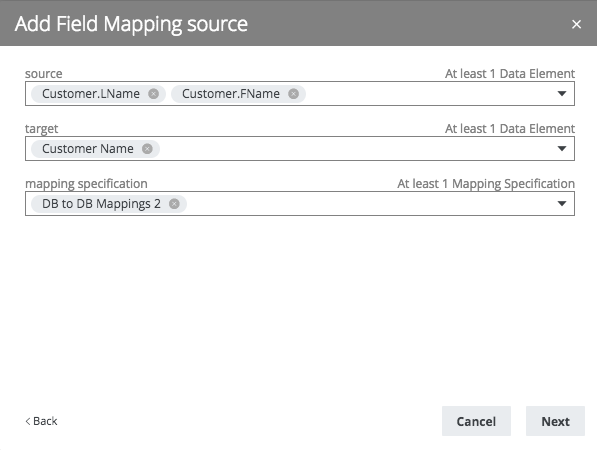 Add Field Mapping source ×
source At least 1 Data Element
Customer.LName Customer.FName
target At least 1 Data Element
Customer Name
mapping specification At least 1 Mapping Specification
DB to DB Mappings 2
< Back Cancel Next